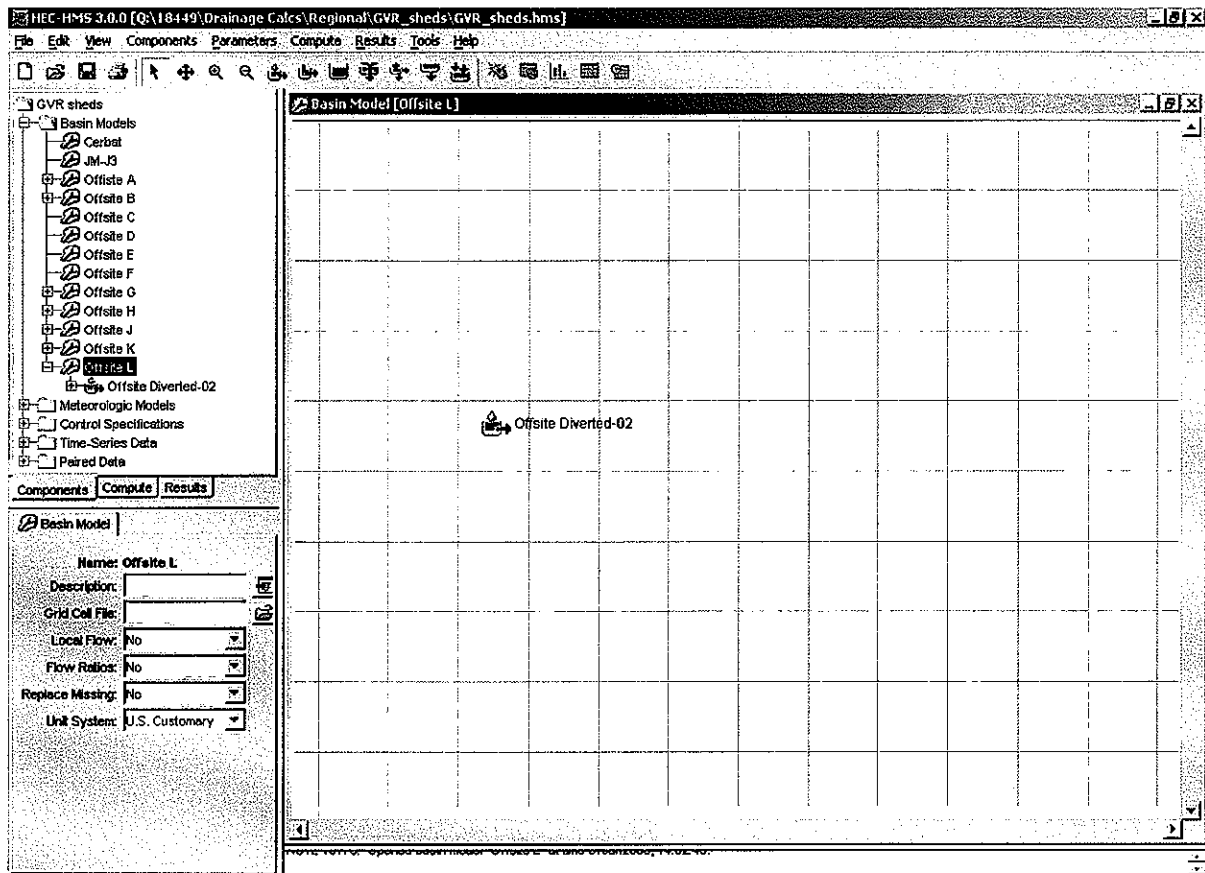 HEC-HMS 3.0.0 [Q:\18449\Drainage Calcs\Regional\GVR_sheds\GVR_sheds.hms]
File Edit View Components Parameters Compute Results Tools Help
GVR sheds
Basin Models
Cerbat
JM-J3
Offiste A
Offsite B
Offsite C
Offsite D
Offsite E
Offsite F
Offsite G
Offsite H
Offsite J
Offsite K
Offsite L
Offsite Diverted-02
Meteorologic Models
Control Specifications
Time-Series Data
Paired Data
Components Compute Results
Basin Model [Offsite L]
Offsite Diverted-02
Basin Model
Name: Offsite L
Description:
Grid Cell File:
Local Flow: No
Flow Ratios: No
Replace Missing: No
Unit System: U.S. Customary